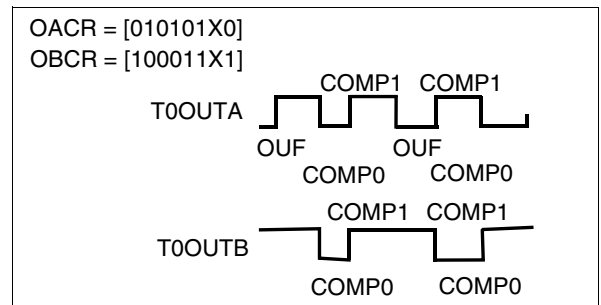 OACR = [010101X0]
OBCR = [100011X1]
COMP1 COMP1
T0OUTA
OUF OUF
COMP0 COMP0
COMP1 COMP1
T0OUTB
COMP0 COMP0